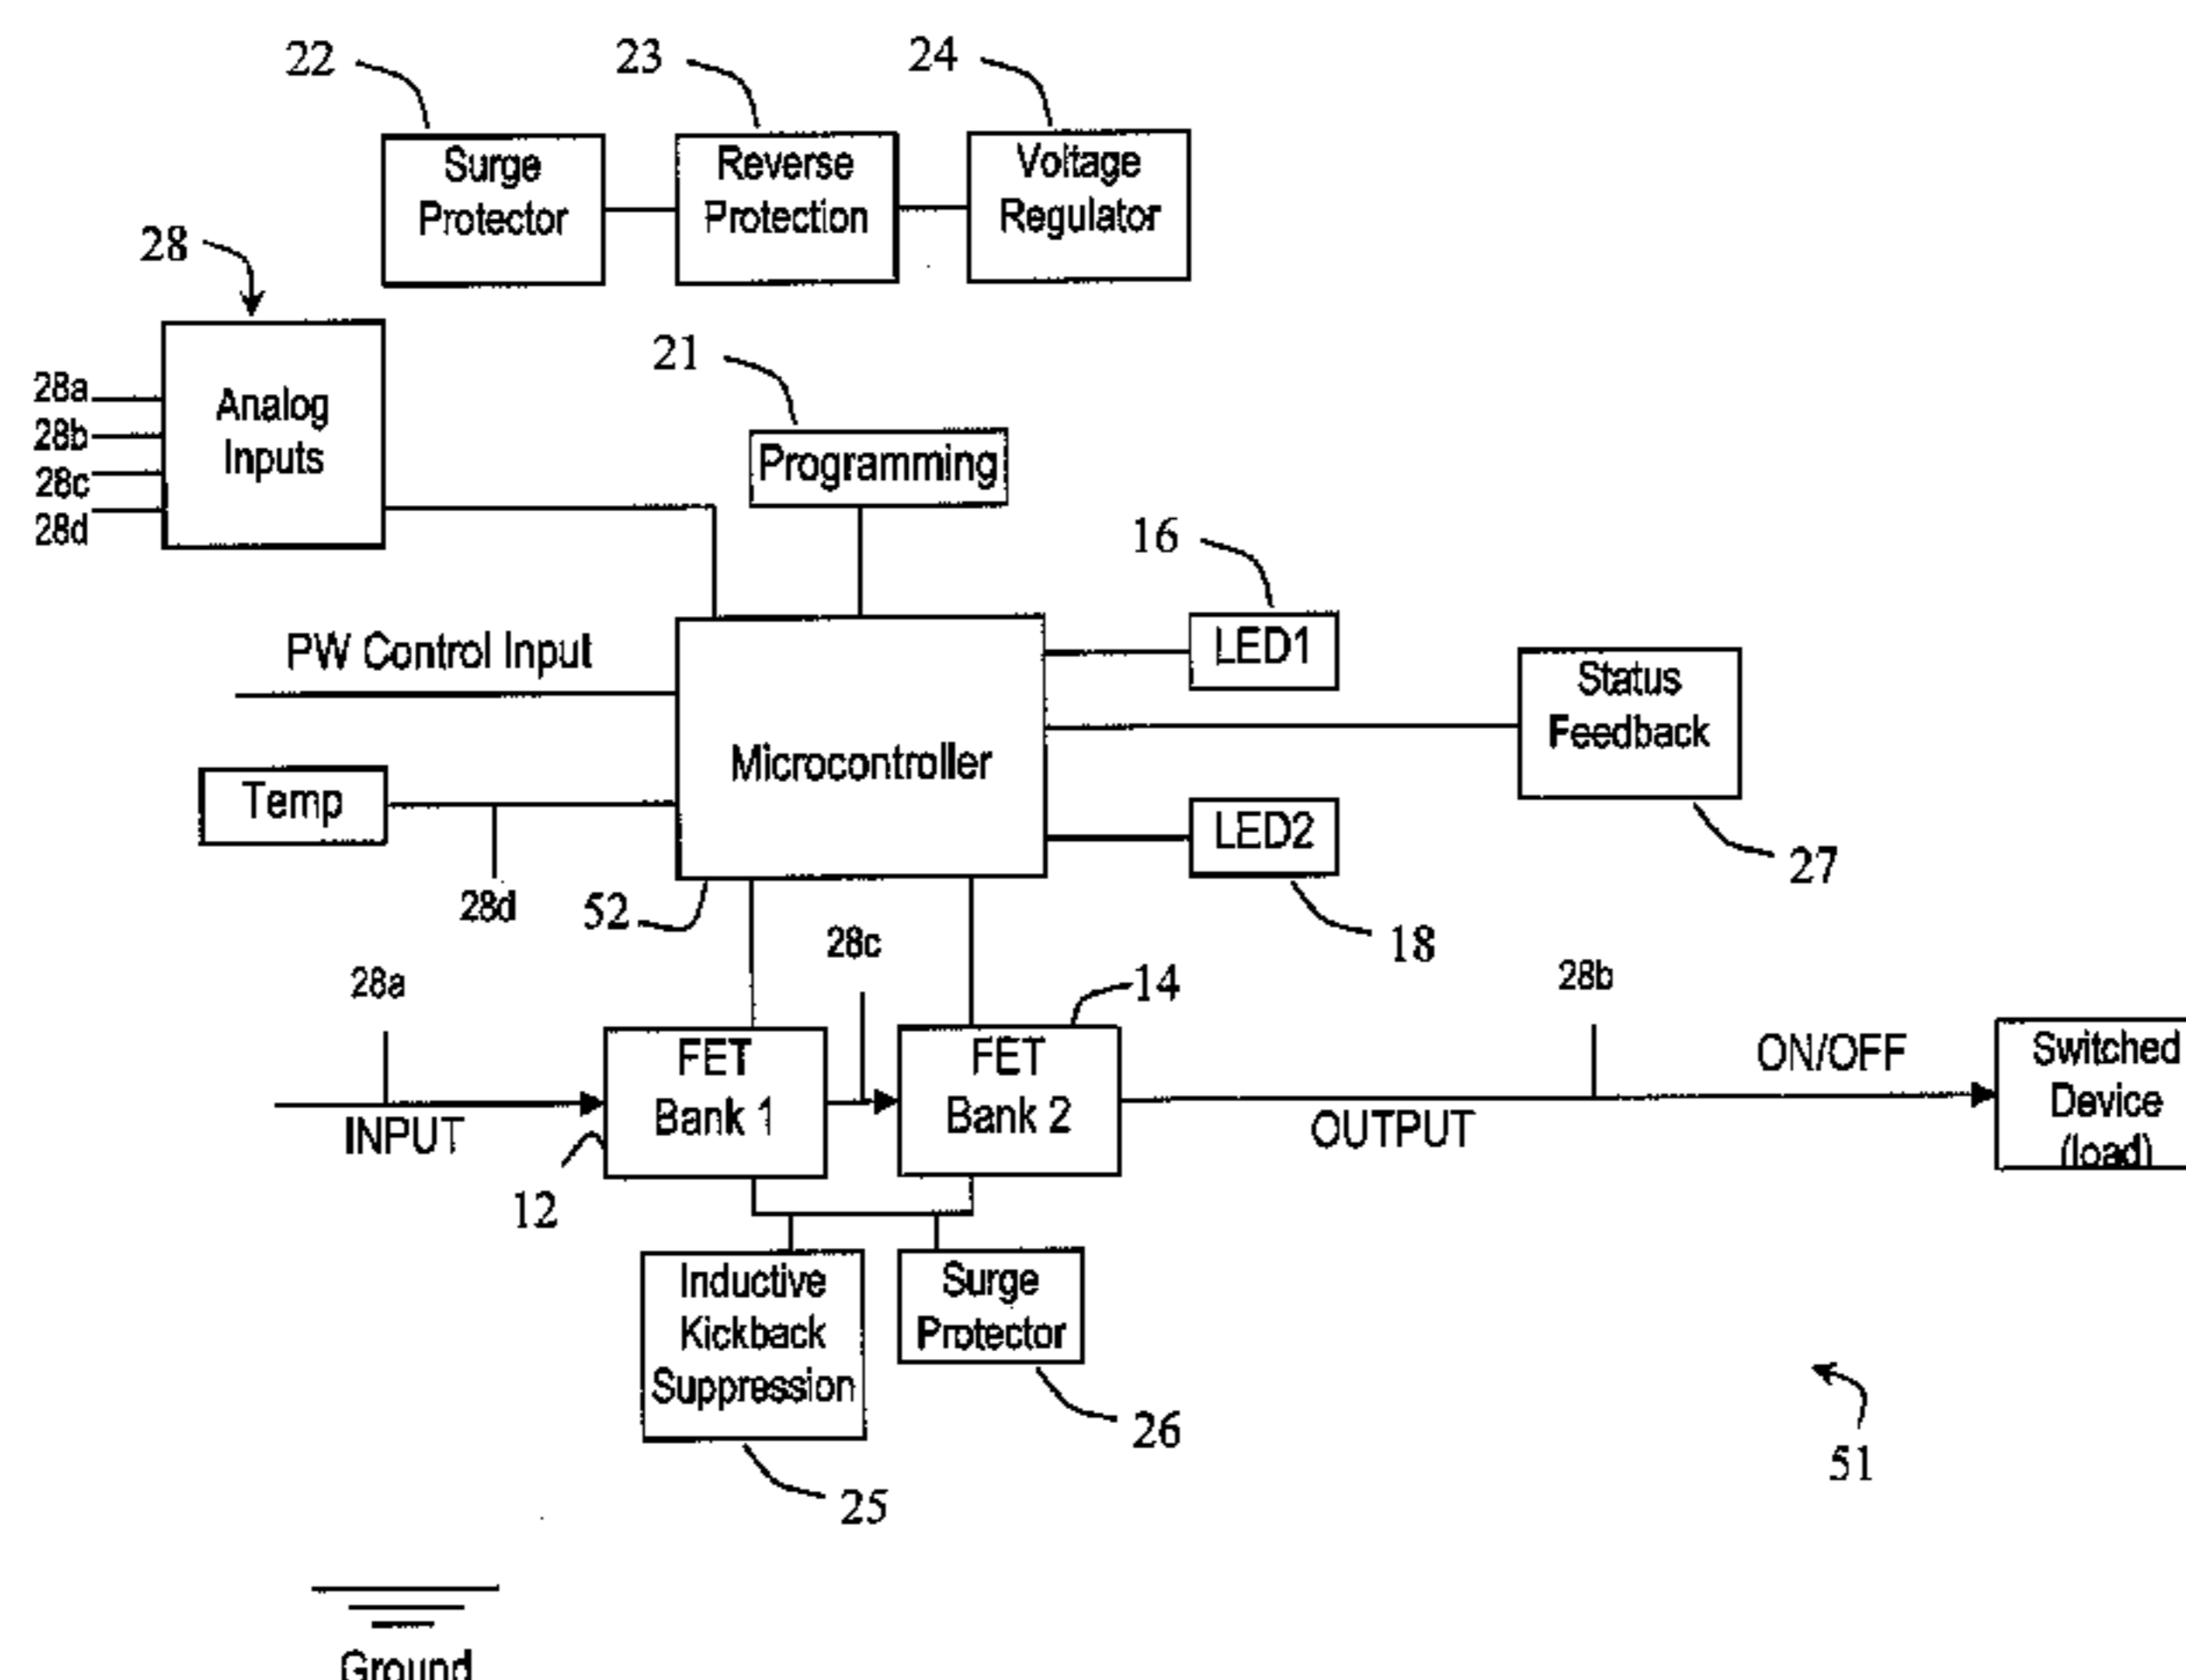 22
23
24
Surge
Protector
Reverse
Protection
Voltage
Regulator
28
28a
28b
28c
28d
Analog
Inputs
21
Programming
16
PW Control Input
LED1
Status
Feedback
Microcontroller
Temp
LED2
27
28d
52
28c
18
28a
14
28b
FET
Bank 1
FET
Bank 2
ON/OFF
Switched
Device
(load)
INPUT
OUTPUT
12
Inductive
Kickback
Suppression
Surge
Protector
26
51
25
Ground